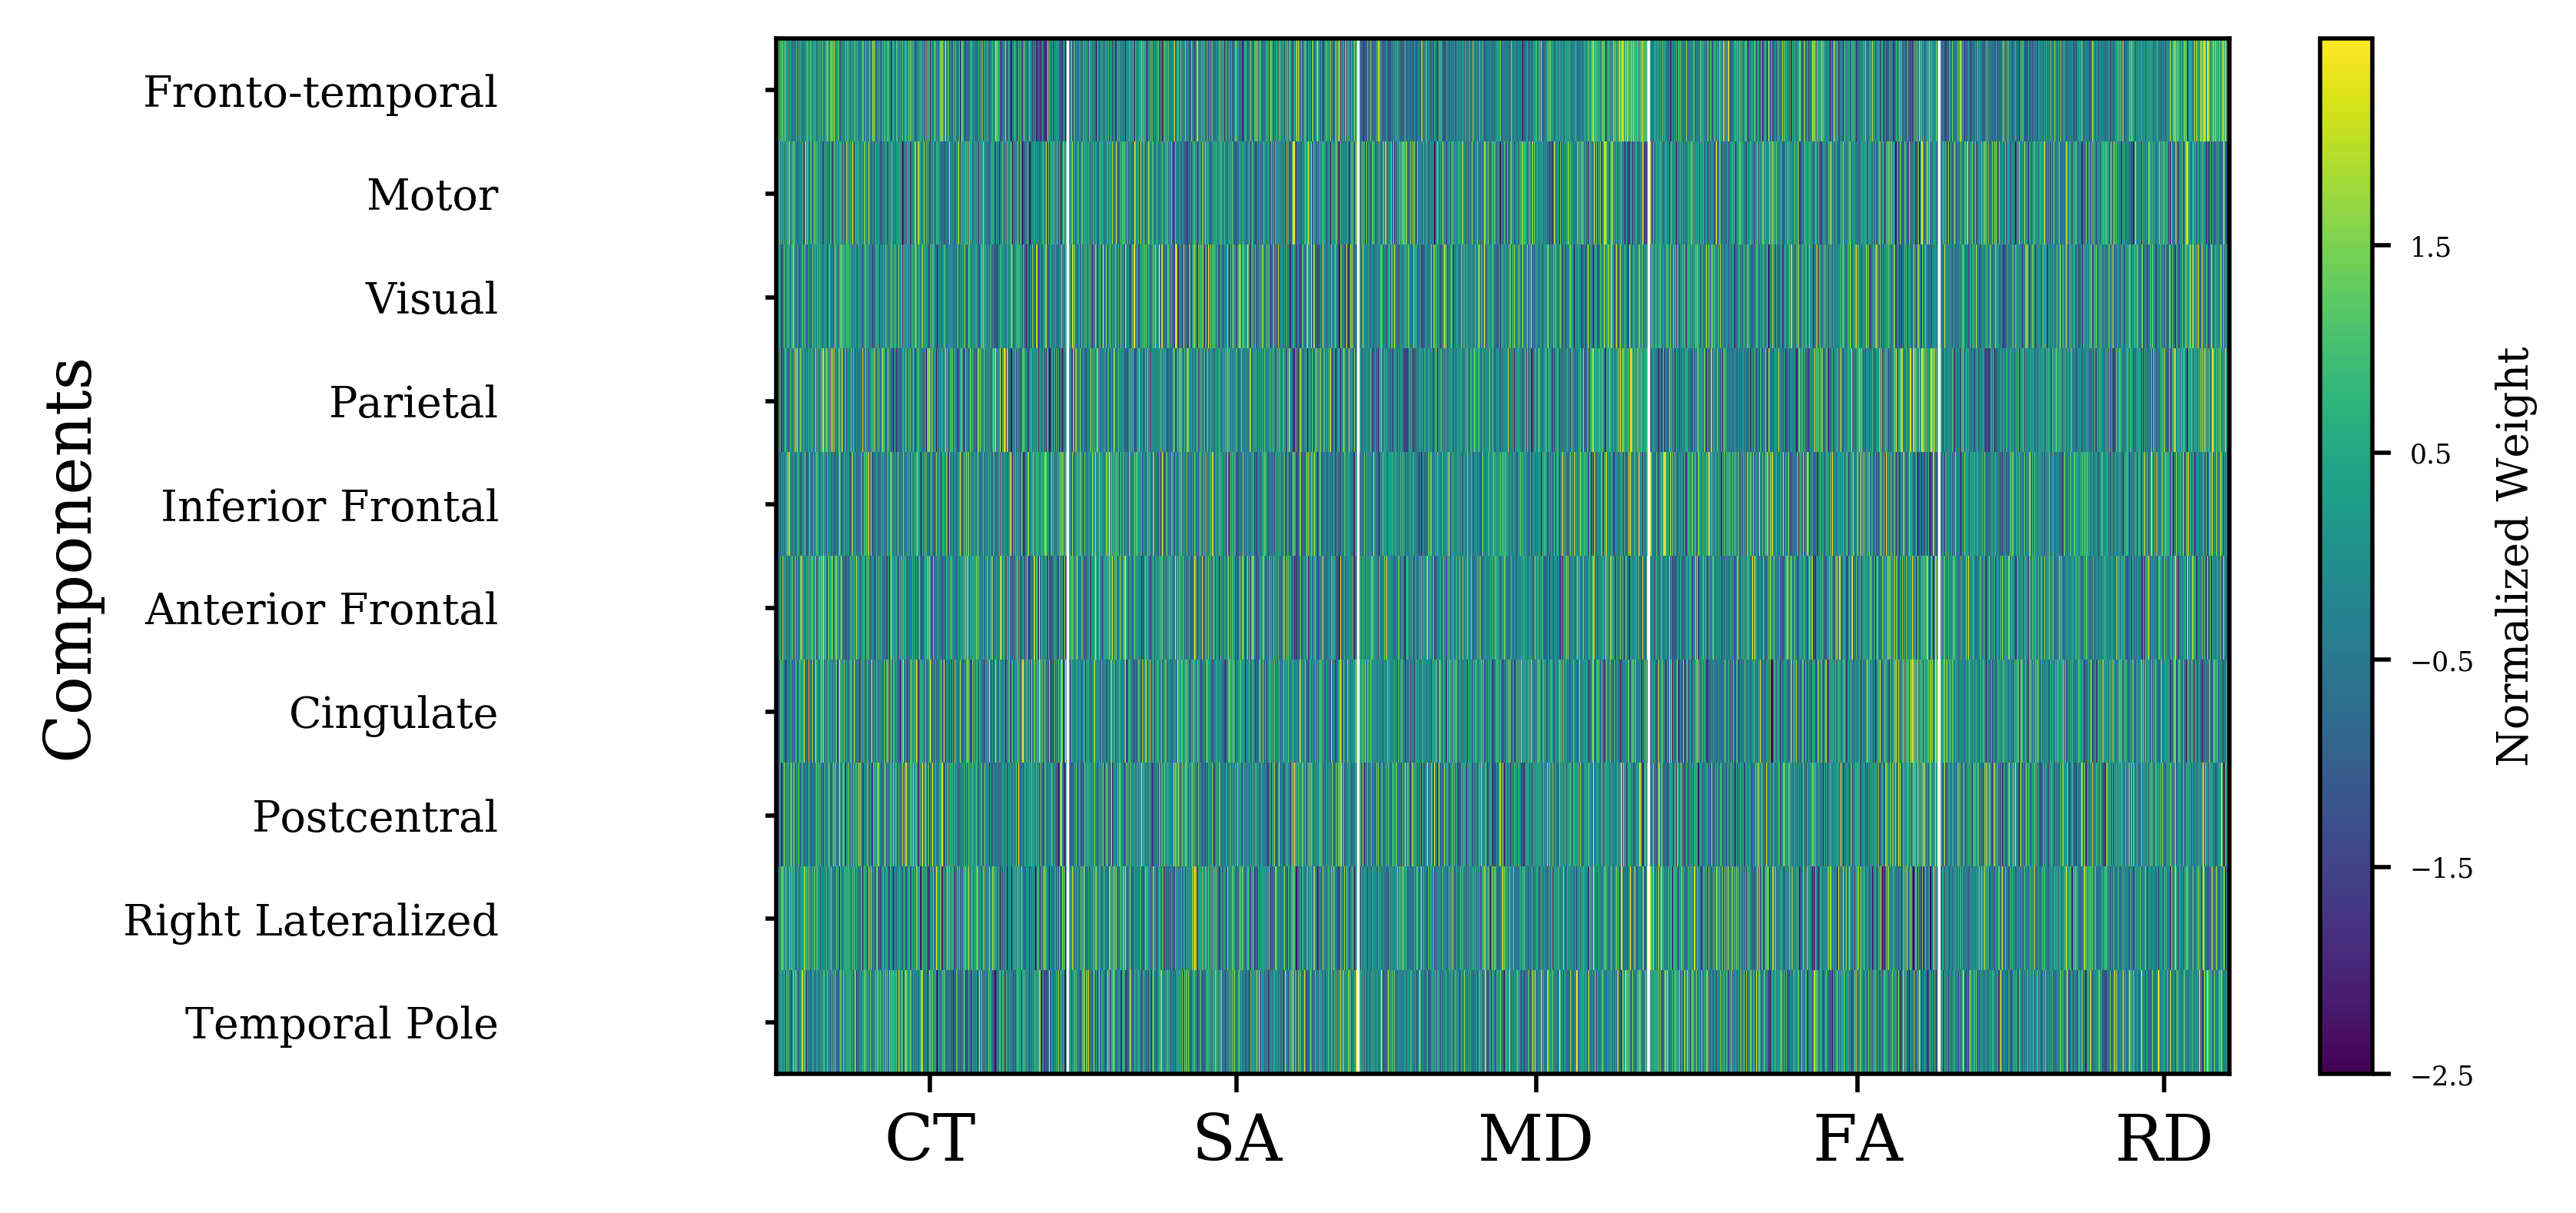 Components
Fronto-temporal
Motor
Visual
Parietal
Inferior Frontal
Anterior Frontal
Cingulate
Postcentral
Right Lateralized
Temporal Pole
CT SA MD FA RD
1.5
0.5
−0.5
−1.5
−2.5
Normalized Weight